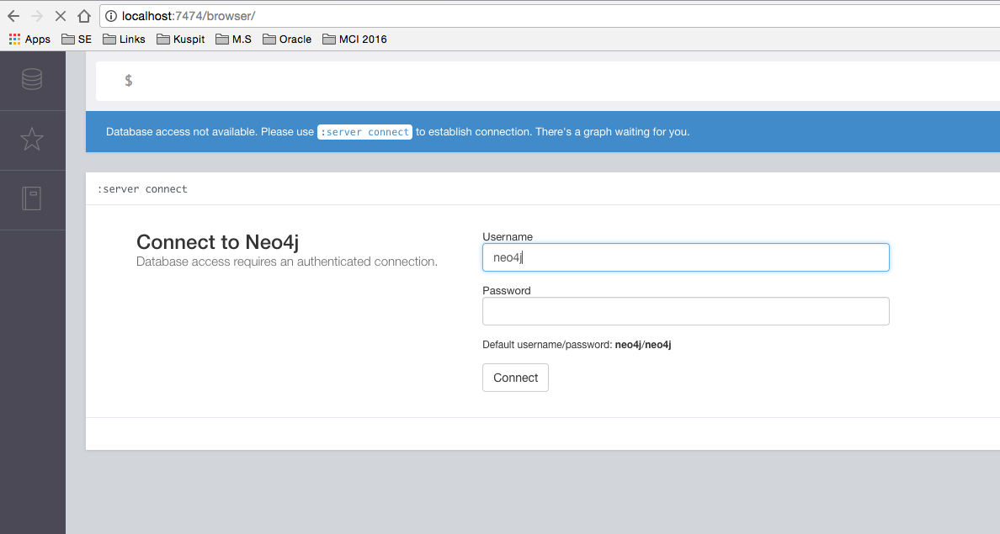 localhost:7474/browser/
Apps SE Links Kuspit M.S Oracle MCI 2016
$
Database access not available. Please use :server connect to establish connection. There's a graph waiting for you.
:server connect
Connect to Neo4j
Database access requires an authenticated connection.
Username
neo4j
Password
Default username/password: neo4j/neo4j
Connect